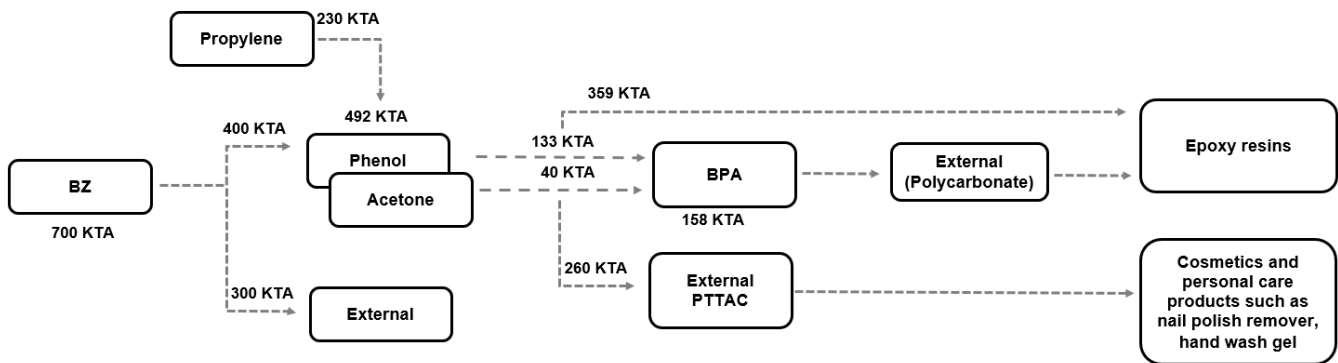 230 KTA
Propylene
359 KTA
492 KTA
400 KTA
133 KTA
Phenol
Epoxy resins
External
(Polycarbonate)
40 KTA
BZ
BPA
Acetone
158 KTA
700 KTA
Cosmetics and
personal care
products such as
nail polish remover,
hand wash gel
260 KTA
External
PTTAC
300 KTA
External